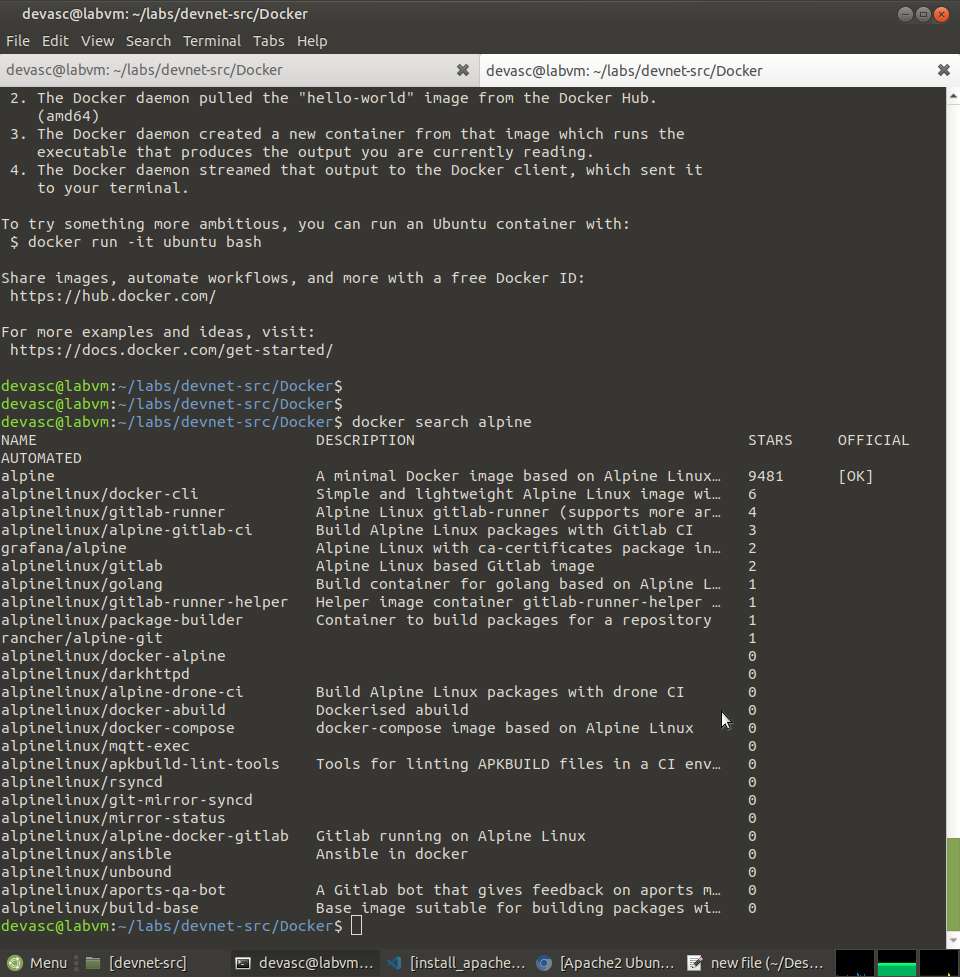 devasc@labvm: ~/labs/devnet-src/Docker
File Edit View Search Terminal Tabs Help
devasc@labvm: ~/labs/devnet-src/Docker devasc@labvm: ~/labs/devnet-src/Docker
2. The Docker daemon pulled the "hello-world" image from the Docker Hub.
(amd64)
3. The Docker daemon created a new container from that image which runs the
executable that produces the output you are currently reading.
4. The Docker daemon streamed that output to the Docker client, which sent it
to your terminal.
To try something more ambitious, you can run an Ubuntu container with:
$ docker run -it ubuntu bash
Share images, automate workflows, and more with a free Docker ID:
https://hub.docker.com/
For more examples and ideas, visit:
https://docs.docker.com/get-started/
devasc@labvm:~/labs/devnet-src/Docker$
devasc@labvm:~/labs/devnet-src/Docker$
devasc@labvm:~/labs/devnet-src/Docker$ docker search alpine
NAME DESCRIPTION STARS OFFICIAL
AUTOMATED
alpine A minimal Docker image based on Alpine Linux… 9481 [OK]
alpinelinux/docker-cli Simple and lightweight Alpine Linux image wi… 6
alpinelinux/gitlab-runner Alpine Linux gitlab-runner (supports more ar… 4
alpinelinux/alpine-gitlab-ci Build Alpine Linux packages with Gitlab CI 3
grafana/alpine Alpine Linux with ca-certificates package in… 2
alpinelinux/gitlab Alpine Linux based Gitlab image 2
alpinelinux/golang Build container for golang based on Alpine L… 1
alpinelinux/gitlab-runner-helper Helper image container gitlab-runner-helper … 1
alpinelinux/package-builder Container to build packages for a repository 1
rancher/alpine-git 1
alpinelinux/docker-alpine 0
alpinelinux/darkhttpd 0
alpinelinux/alpine-drone-ci Build Alpine Linux packages with drone CI 0
alpinelinux/docker-abuild Dockerised abuild 0
alpinelinux/docker-compose docker-compose image based on Alpine Linux 0
alpinelinux/mqtt-exec 0
alpinelinux/apkbuild-lint-tools Tools for linting APKBUILD files in a CI env… 0
alpinelinux/rsyncd 0
alpinelinux/git-mirror-syncd 0
alpinelinux/mirror-status 0
alpinelinux/alpine-docker-gitlab Gitlab running on Alpine Linux 0
alpinelinux/ansible Ansible in docker 0
alpinelinux/unbound 0
alpinelinux/aports-qa-bot A Gitlab bot that gives feedback on aports m… 0
alpinelinux/build-base Base image suitable for building packages wi… 0
devasc@labvm:~/labs/devnet-src/Docker$
Menu [devnet-src] devasc@labvm… [install_apache… [Apache2 Ubun… new file (~/Des…